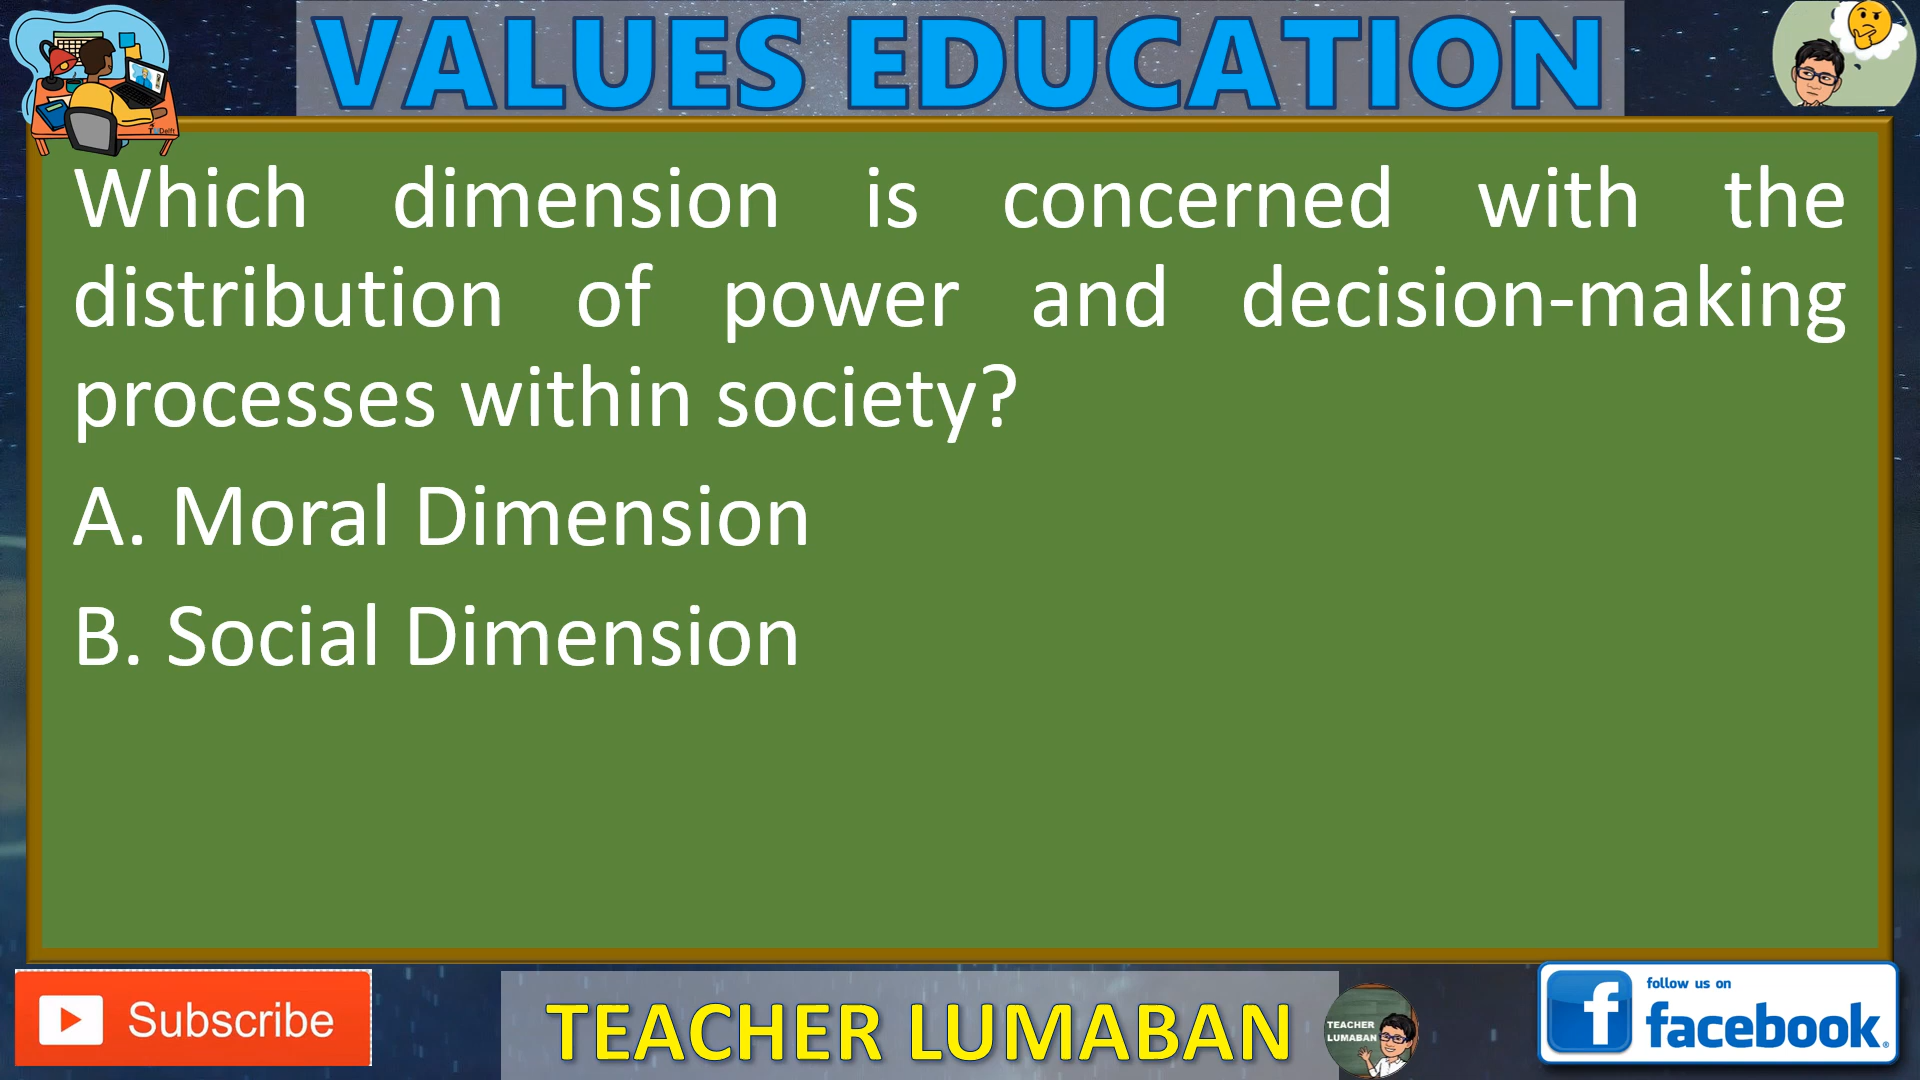 VALUES EDUCATION
TUDelft
Which dimension is concerned with the
distribution of power and decision-making
processes within society?
A. Moral Dimension
B. Social Dimension
Subscribe
TEACHER LUMABAN
TEACHER
LUMABAN
follow us on
facebook.